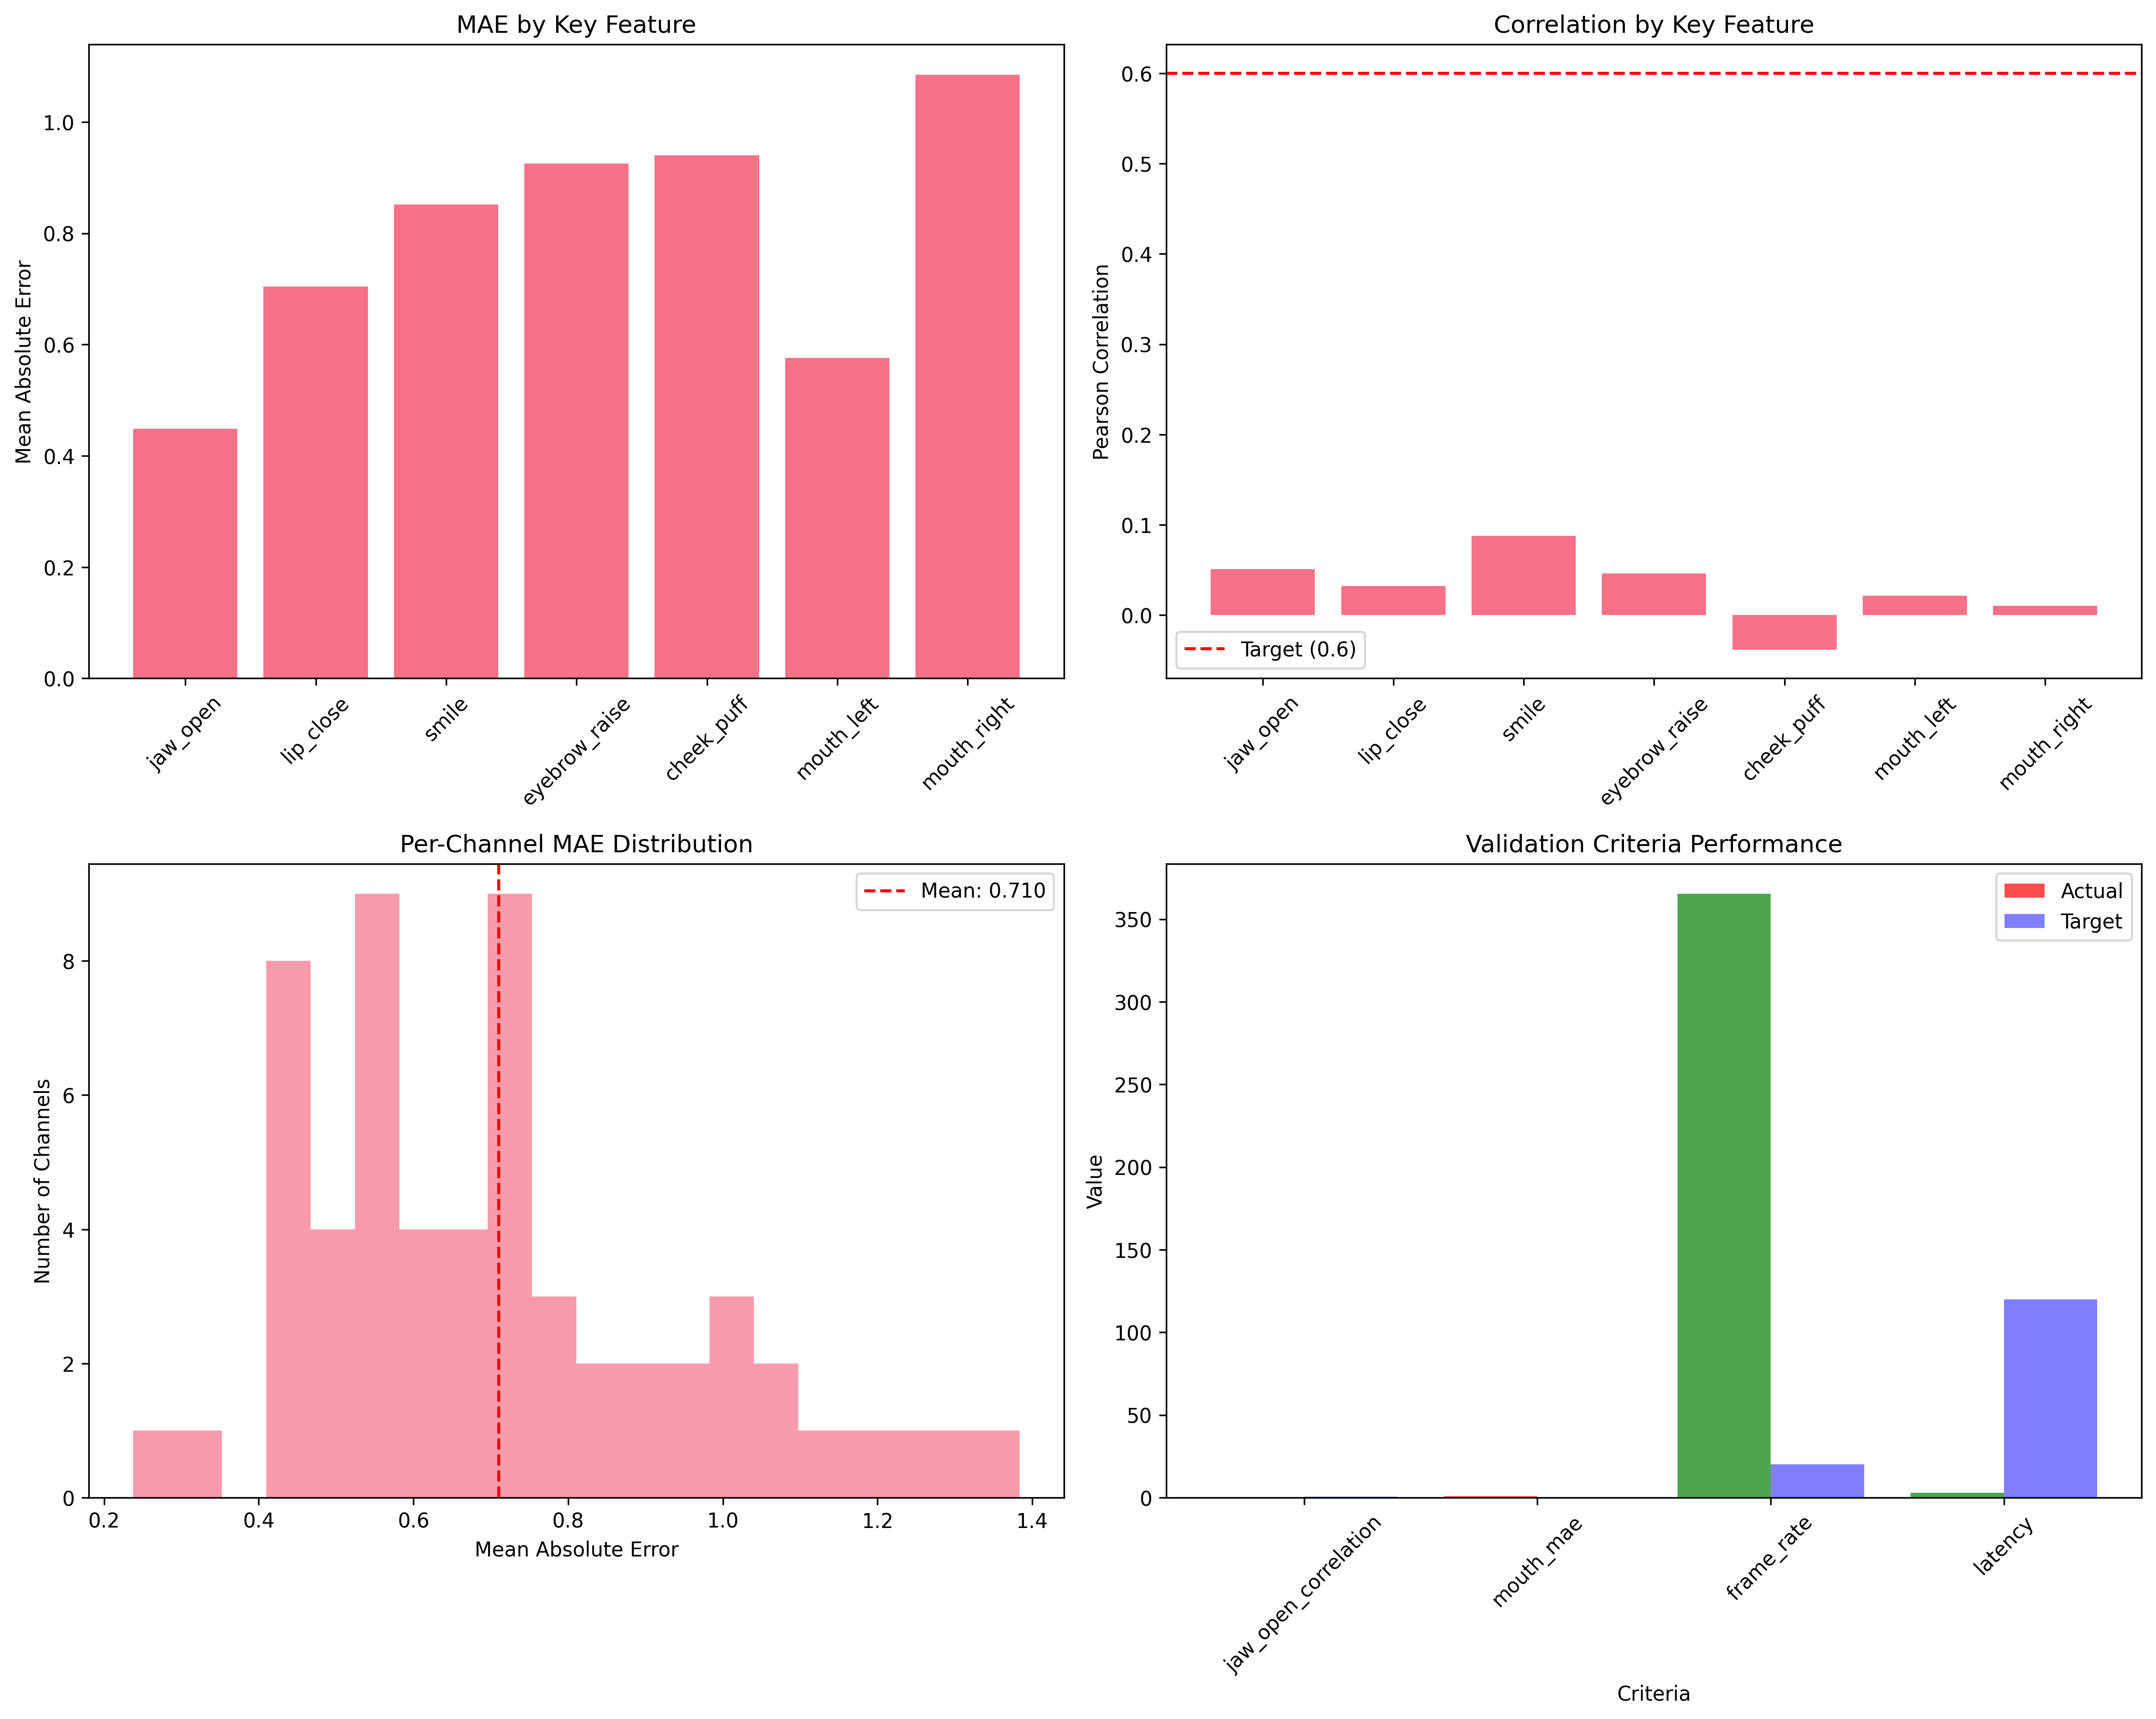 MAE by Key Feature
Mean Absolute Error
1.0
0.8
0.6
0.4
0.2
0.0
jaw_open
lip_close
smile
eyebrow_raise
cheek_puff
mouth_left
mouth_right
Correlation by Key Feature
Pearson Correlation
0.6
0.5
0.4
0.3
0.2
0.1
0.0
Target (0.6)
jaw_open
lip_close
smile
eyebrow_raise
cheek_puff
mouth_left
mouth_right
Per-Channel MAE Distribution
Number of Channels
8
6
4
2
0
Mean: 0.710
0.2
0.4
0.6
0.8
1.0
1.2
1.4
Mean Absolute Error
Validation Criteria Performance
Value
350
300
250
200
150
100
50
0
Actual
Target
jaw_open_correlation
mouth_mae
frame_rate
latency
Criteria